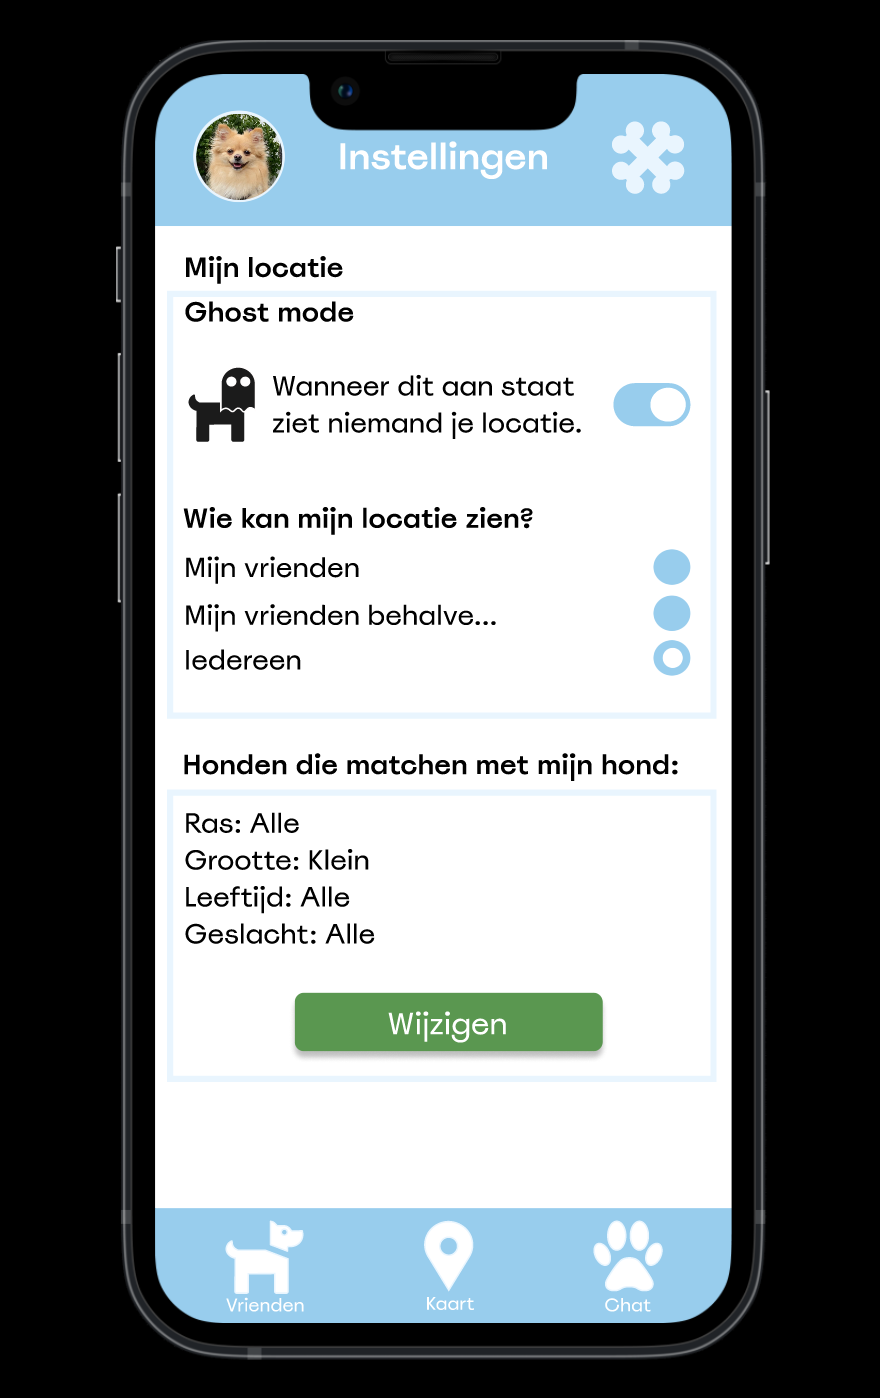 Instellingen
Mijn locatie
Ghost mode
Wanneer dit aan staat
ziet niemand je locatie.
Wie kan mijn locatie zien?
Mijn vrienden
Mijn vrienden behalve...
Iedereen
Honden die matchen met mijn hond:
Ras: Alle
Grootte: Klein
Leeftijd: Alle
Geslacht: Alle
Wijzigen
Vrienden
Kaart
Chat